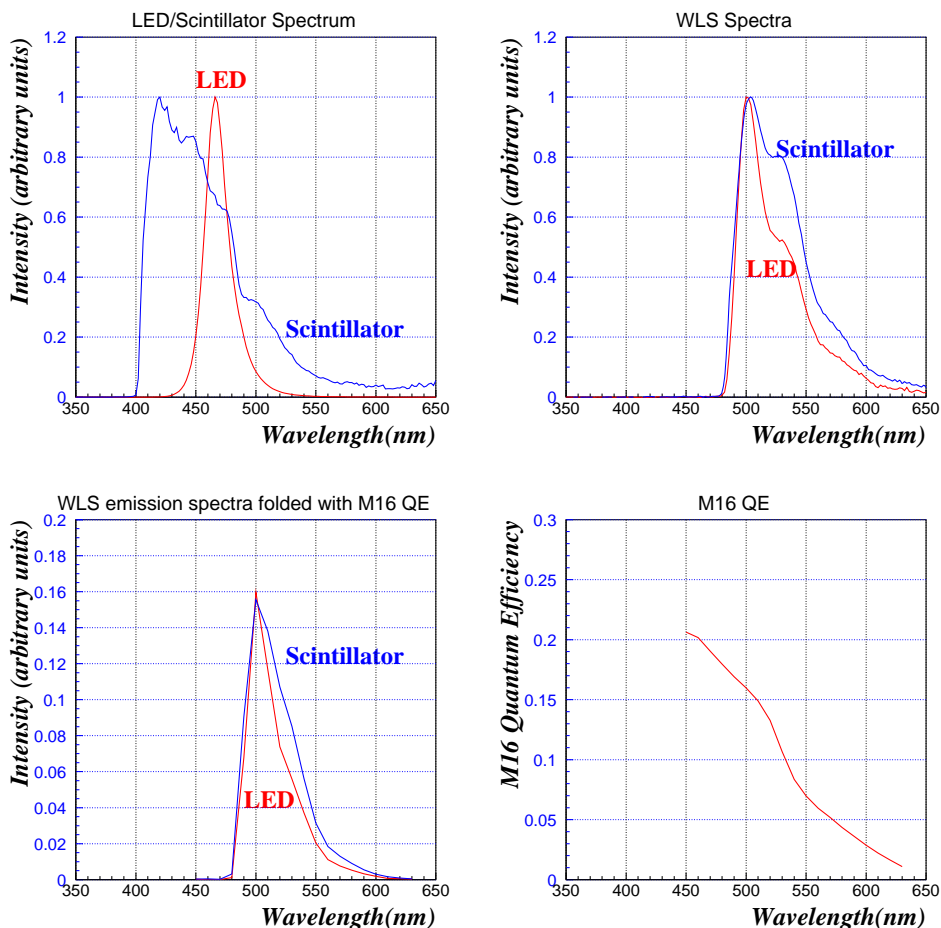 LED/Scintillator Spectrum
Intensity (arbitrary units)
1.2
1
0.8
0.6
0.4
0.2
0
LED
Scintillator
350 400 450 500 550 600 650
Wavelength(nm)
WLS Spectra
Intensity (arbitrary units)
1.2
1
0.8
0.6
0.4
0.2
0
Scintillator
LED
350 400 450 500 550 600 650
Wavelength(nm)
WLS emission spectra folded with M16 QE
Intensity (arbitrary units)
0.2
0.18
0.16
0.14
0.12
0.1
0.08
0.06
0.04
0.02
0
Scintillator
LED
350 400 450 500 550 600 650
Wavelength(nm)
M16 QE
M16 Quantum Efficiency
0.3
0.25
0.2
0.15
0.1
0.05
0
350 400 450 500 550 600 650
Wavelength(nm)